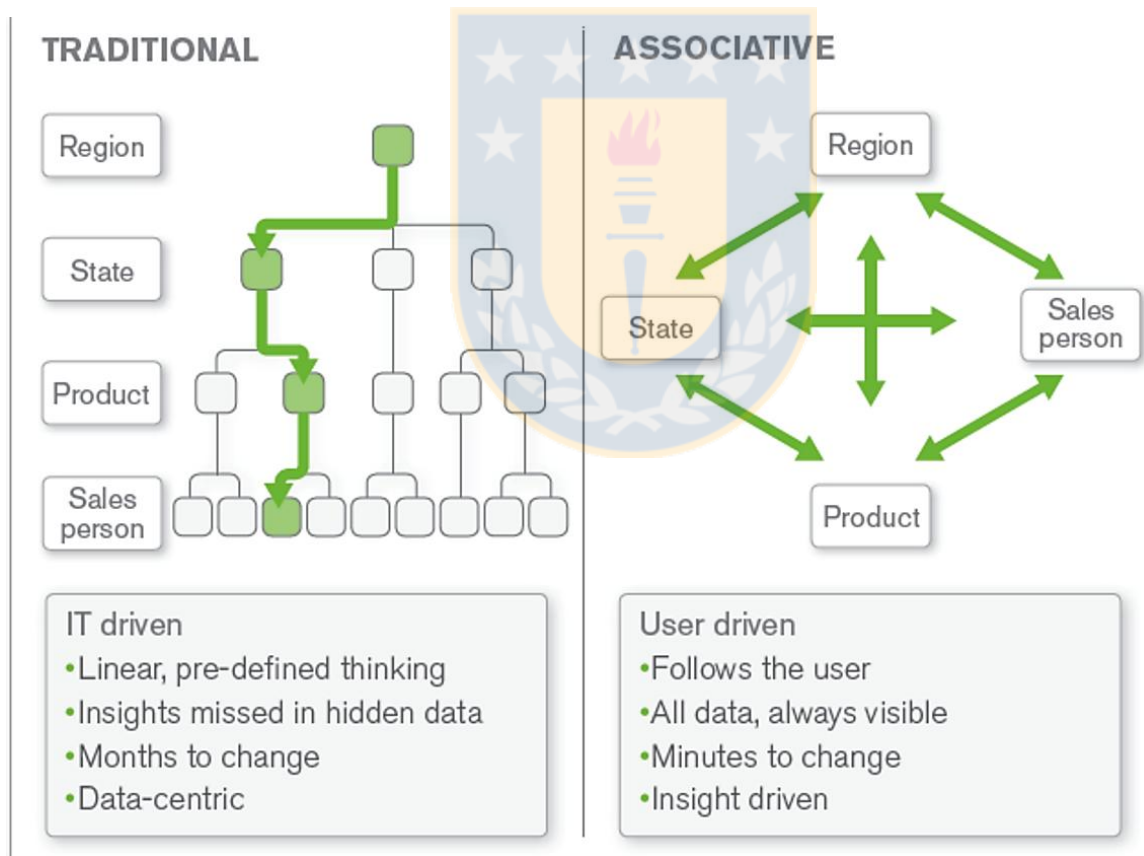 TRADITIONAL
Region
State
Product
Sales
person
IT driven
•Linear, pre-defined thinking
•Insights missed in hidden data
•Months to change
•Data-centric
ASSOCIATIVE
Region
State
Sales
person
Product
User driven
•Follows the user
•All data, always visible
•Minutes to change
•Insight driven